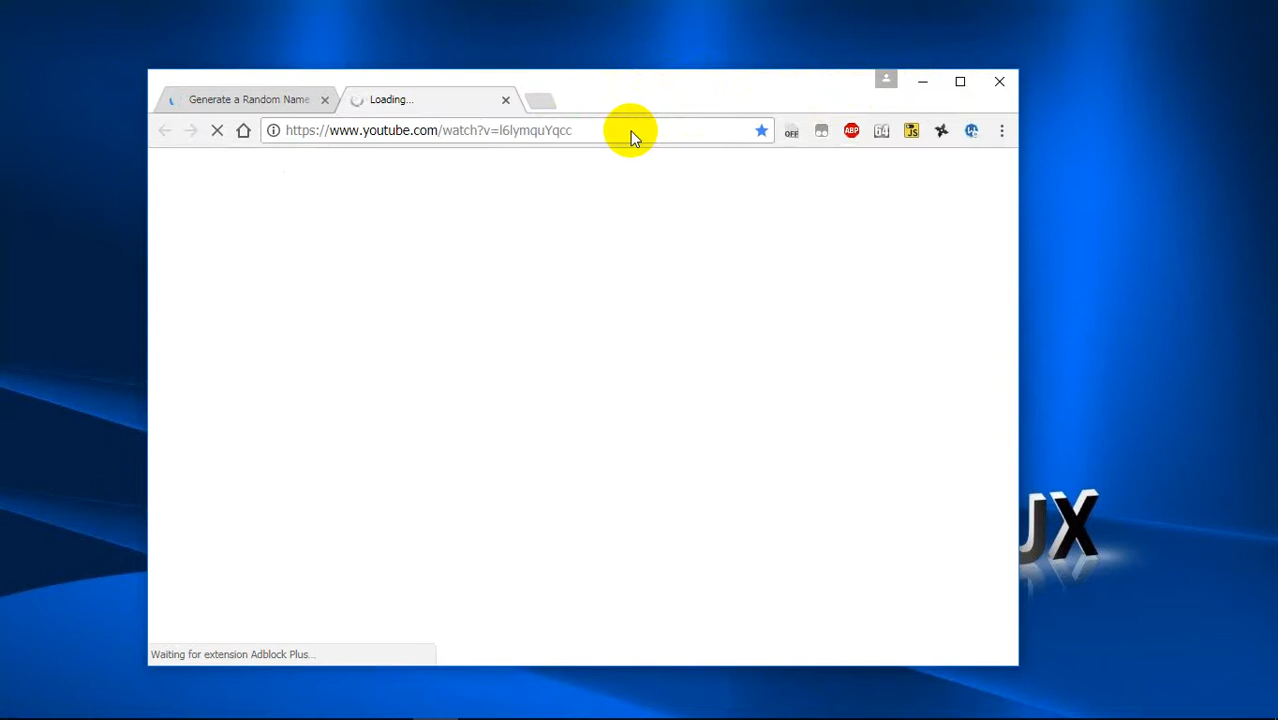 Generate a Random Name
Loading...
https://www.youtube.com/watch?v=l6lymquYqcc
OFF
ABP
64
JS
Waiting for extension Adblock Plus...
UX